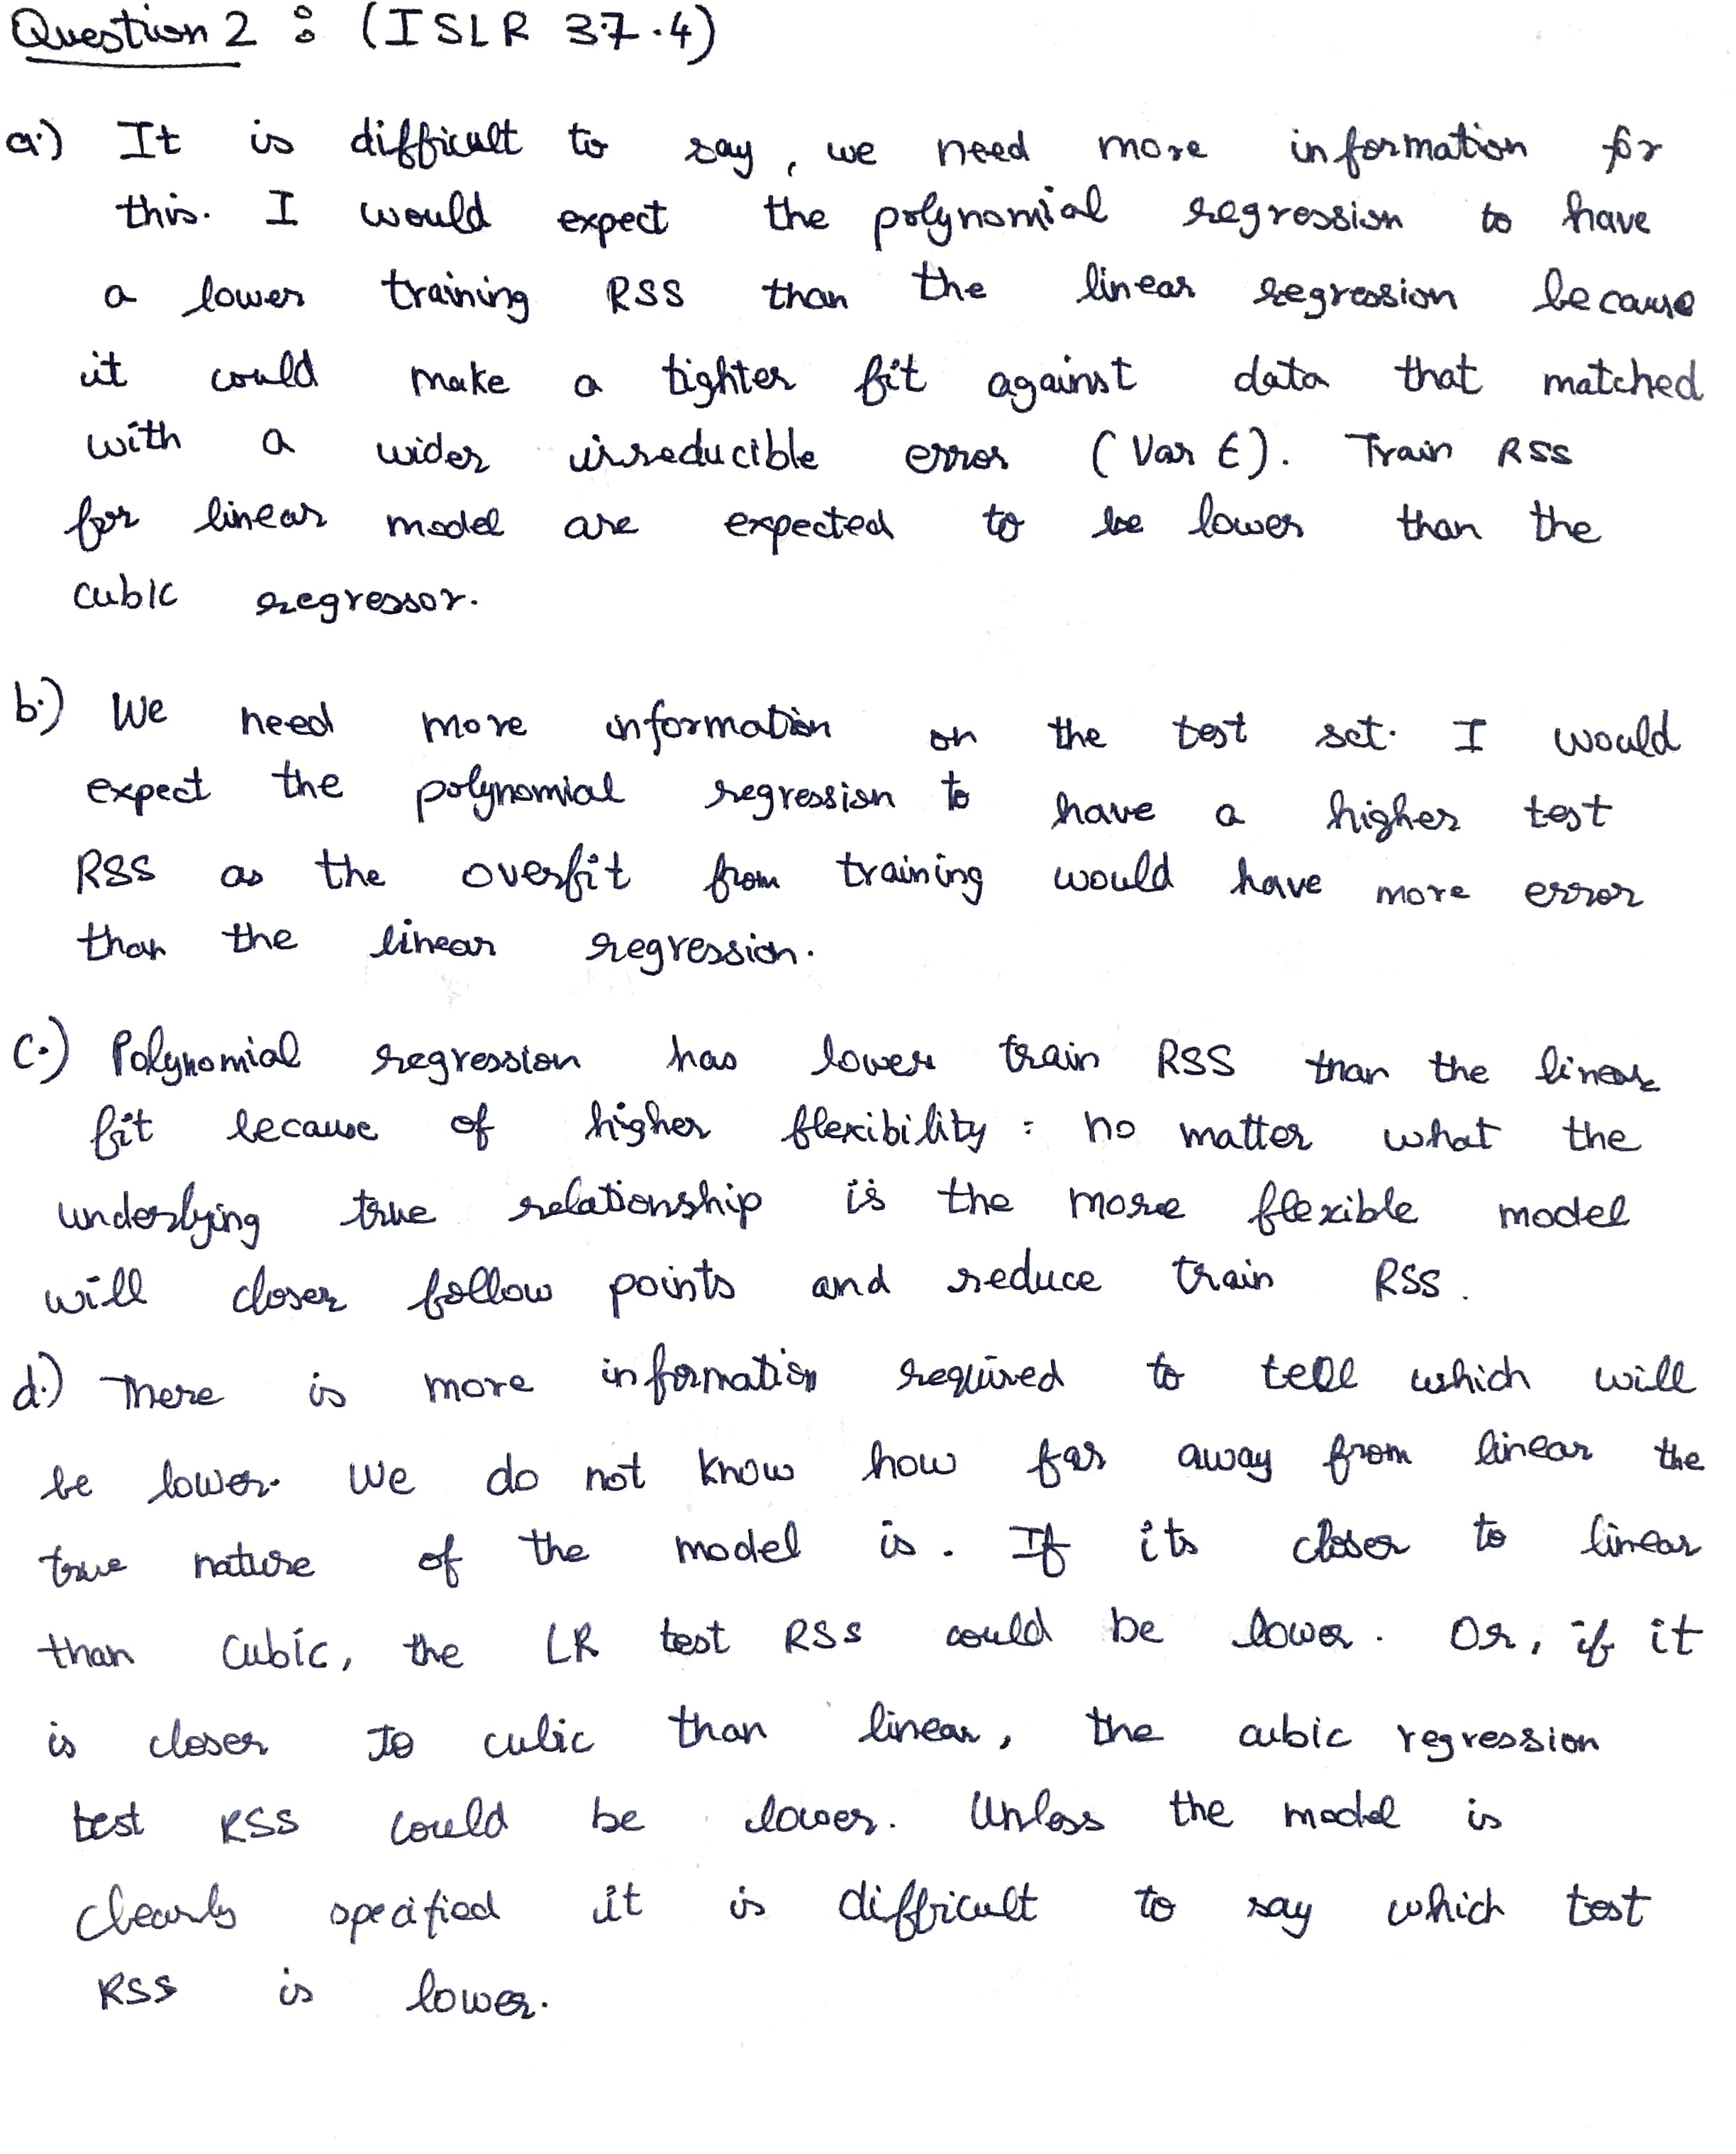 Question 2 : (ISLR 3.7.4)
a.) It is difficult to say, we need more information for
this. I would expect the polynomial regression to have
a lower training RSS than the linear regression because
it could make a tighter fit against data that matched
with a wider irreducible error (Var ϵ). Train RSS
for linear model are expected to be lower than the
cubic regressor.
b.) We need more information on the test set. I would
expect the polynomial regression to have a higher test
RSS as the overfit from training would have more error
than the linear regression.
c.) Polynomial regression has lower train RSS than the linear
fit because of higher flexibility : no matter what the
underlying true relationship is the more flexible model
will closer follow points and reduce train RSS.
d.) There is more information required to tell which will
be lower. We do not know how far away from linear the
true nature of the model is. If its closer to linear
than cubic, the LR test RSS could be lower. Or, if it
is closer to cubic than linear, the cubic regression
test RSS could be lower. Unless the model is
clearly specified it is difficult to say which test
RSS is lower.